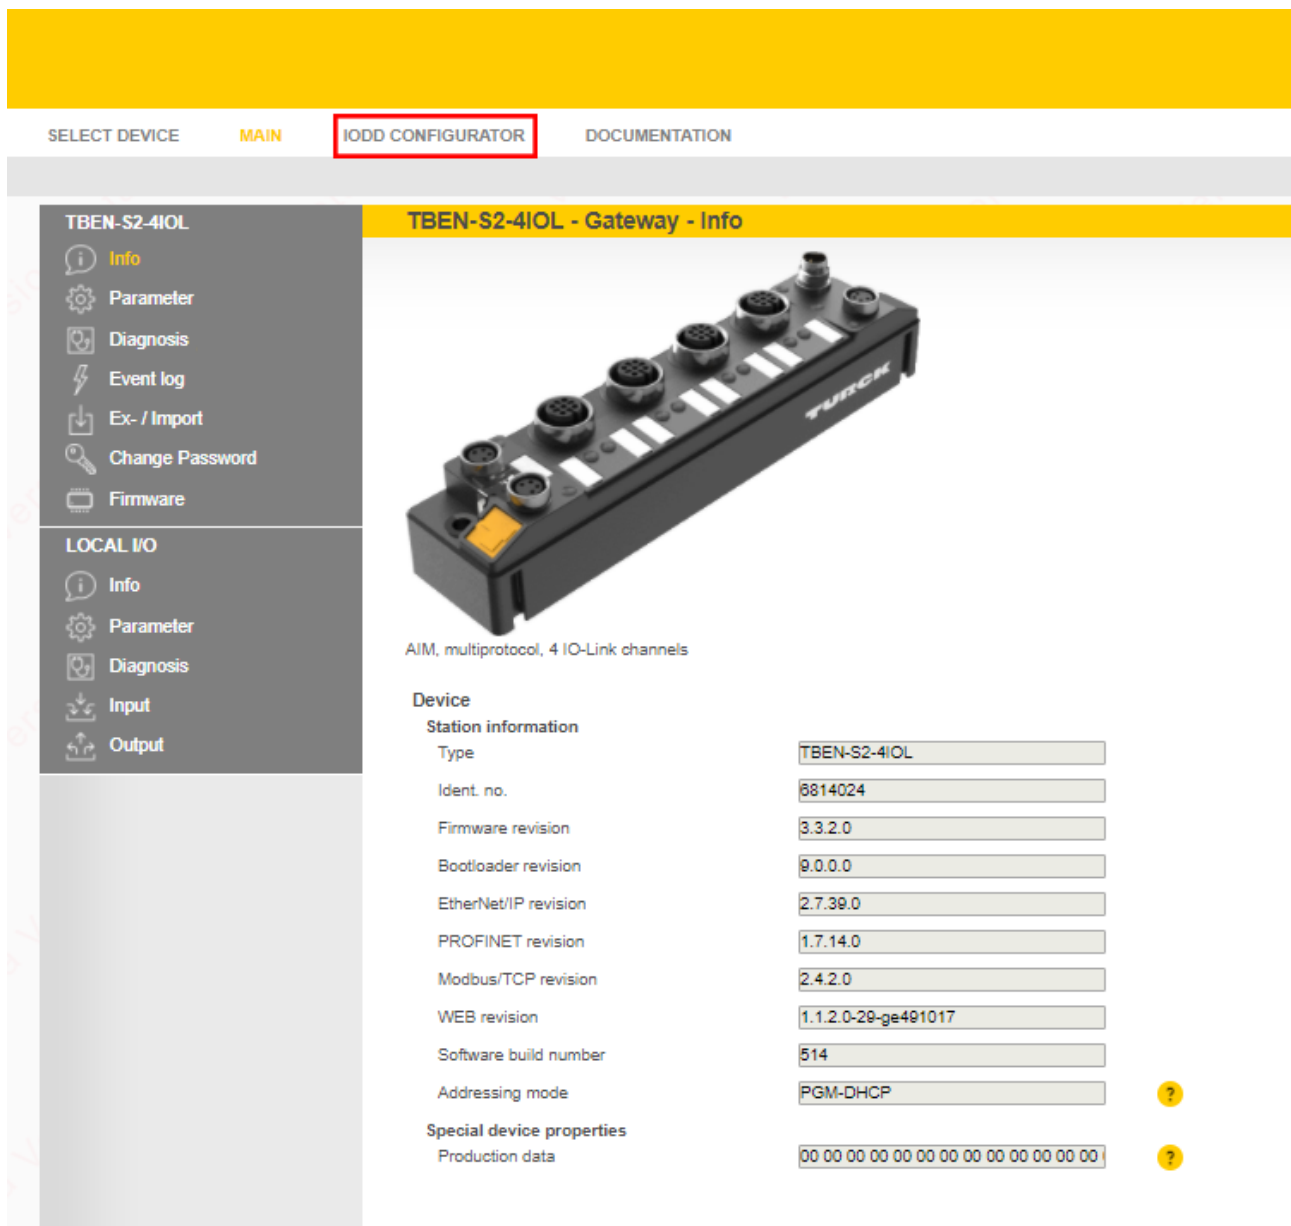 SELECT DEVICE MAIN IODD CONFIGURATOR DOCUMENTATION
TBEN-S2-4IOL
Info
Parameter
Diagnosis
Event log
Ex- / Import
Change Password
Firmware
LOCAL I/O
Info
Parameter
Diagnosis
Input
Output
TBEN-S2-4IOL - Gateway - Info
TURCK
AIM, multiprotocol, 4 IO-Link channels
Device
Station information
Type TBEN-S2-4IOL
Ident. no. 6814024
Firmware revision 3.3.2.0
Bootloader revision 9.0.0.0
EtherNet/IP revision 2.7.39.0
PROFINET revision 1.7.14.0
Modbus/TCP revision 2.4.2.0
WEB revision 1.1.2.0-29-ge491017
Software build number 514
Addressing mode PGM-DHCP ?
Special device properties
Production data 00 00 00 00 00 00 00 00 00 00 00 00 00 ?